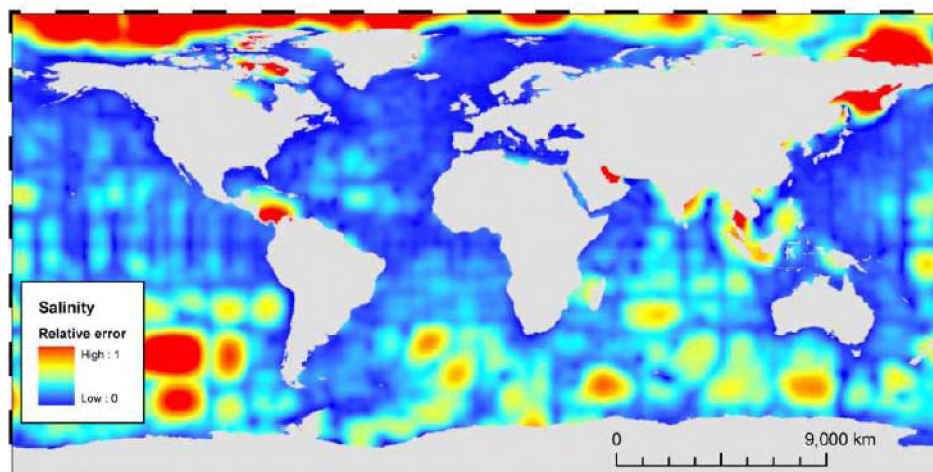 Salinity
Relative error
High : 1
Low : 0
0 9,000 km